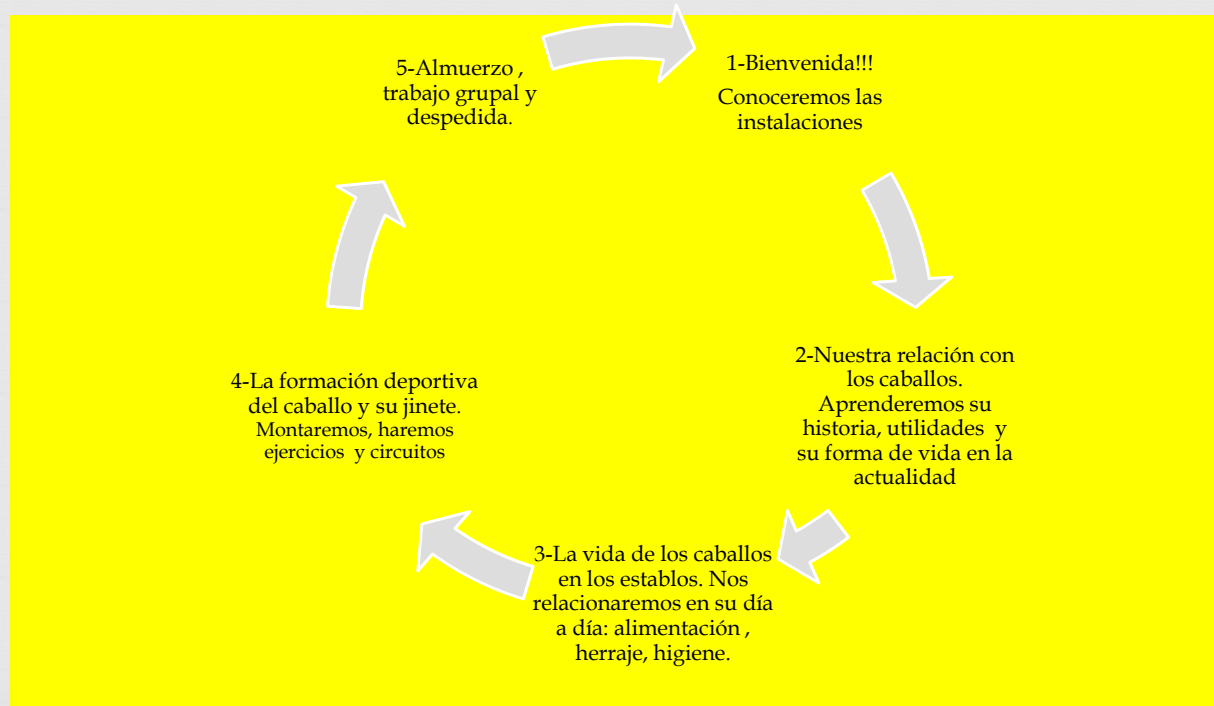 1-Bienvenida!!!
Conoceremos las
instalaciones
2-Nuestra relación con
los caballos.
Aprenderemos su
historia, utilidades y
su forma de vida en la
actualidad
3-La vida de los caballos
en los establos. Nos
relacionaremos en su día
a día: alimentación ,
herraje, higiene.
4-La formación deportiva
del caballo y su jinete.
Montaremos, haremos
ejercicios y circuitos
5-Almuerzo ,
trabajo grupal y
despedida.